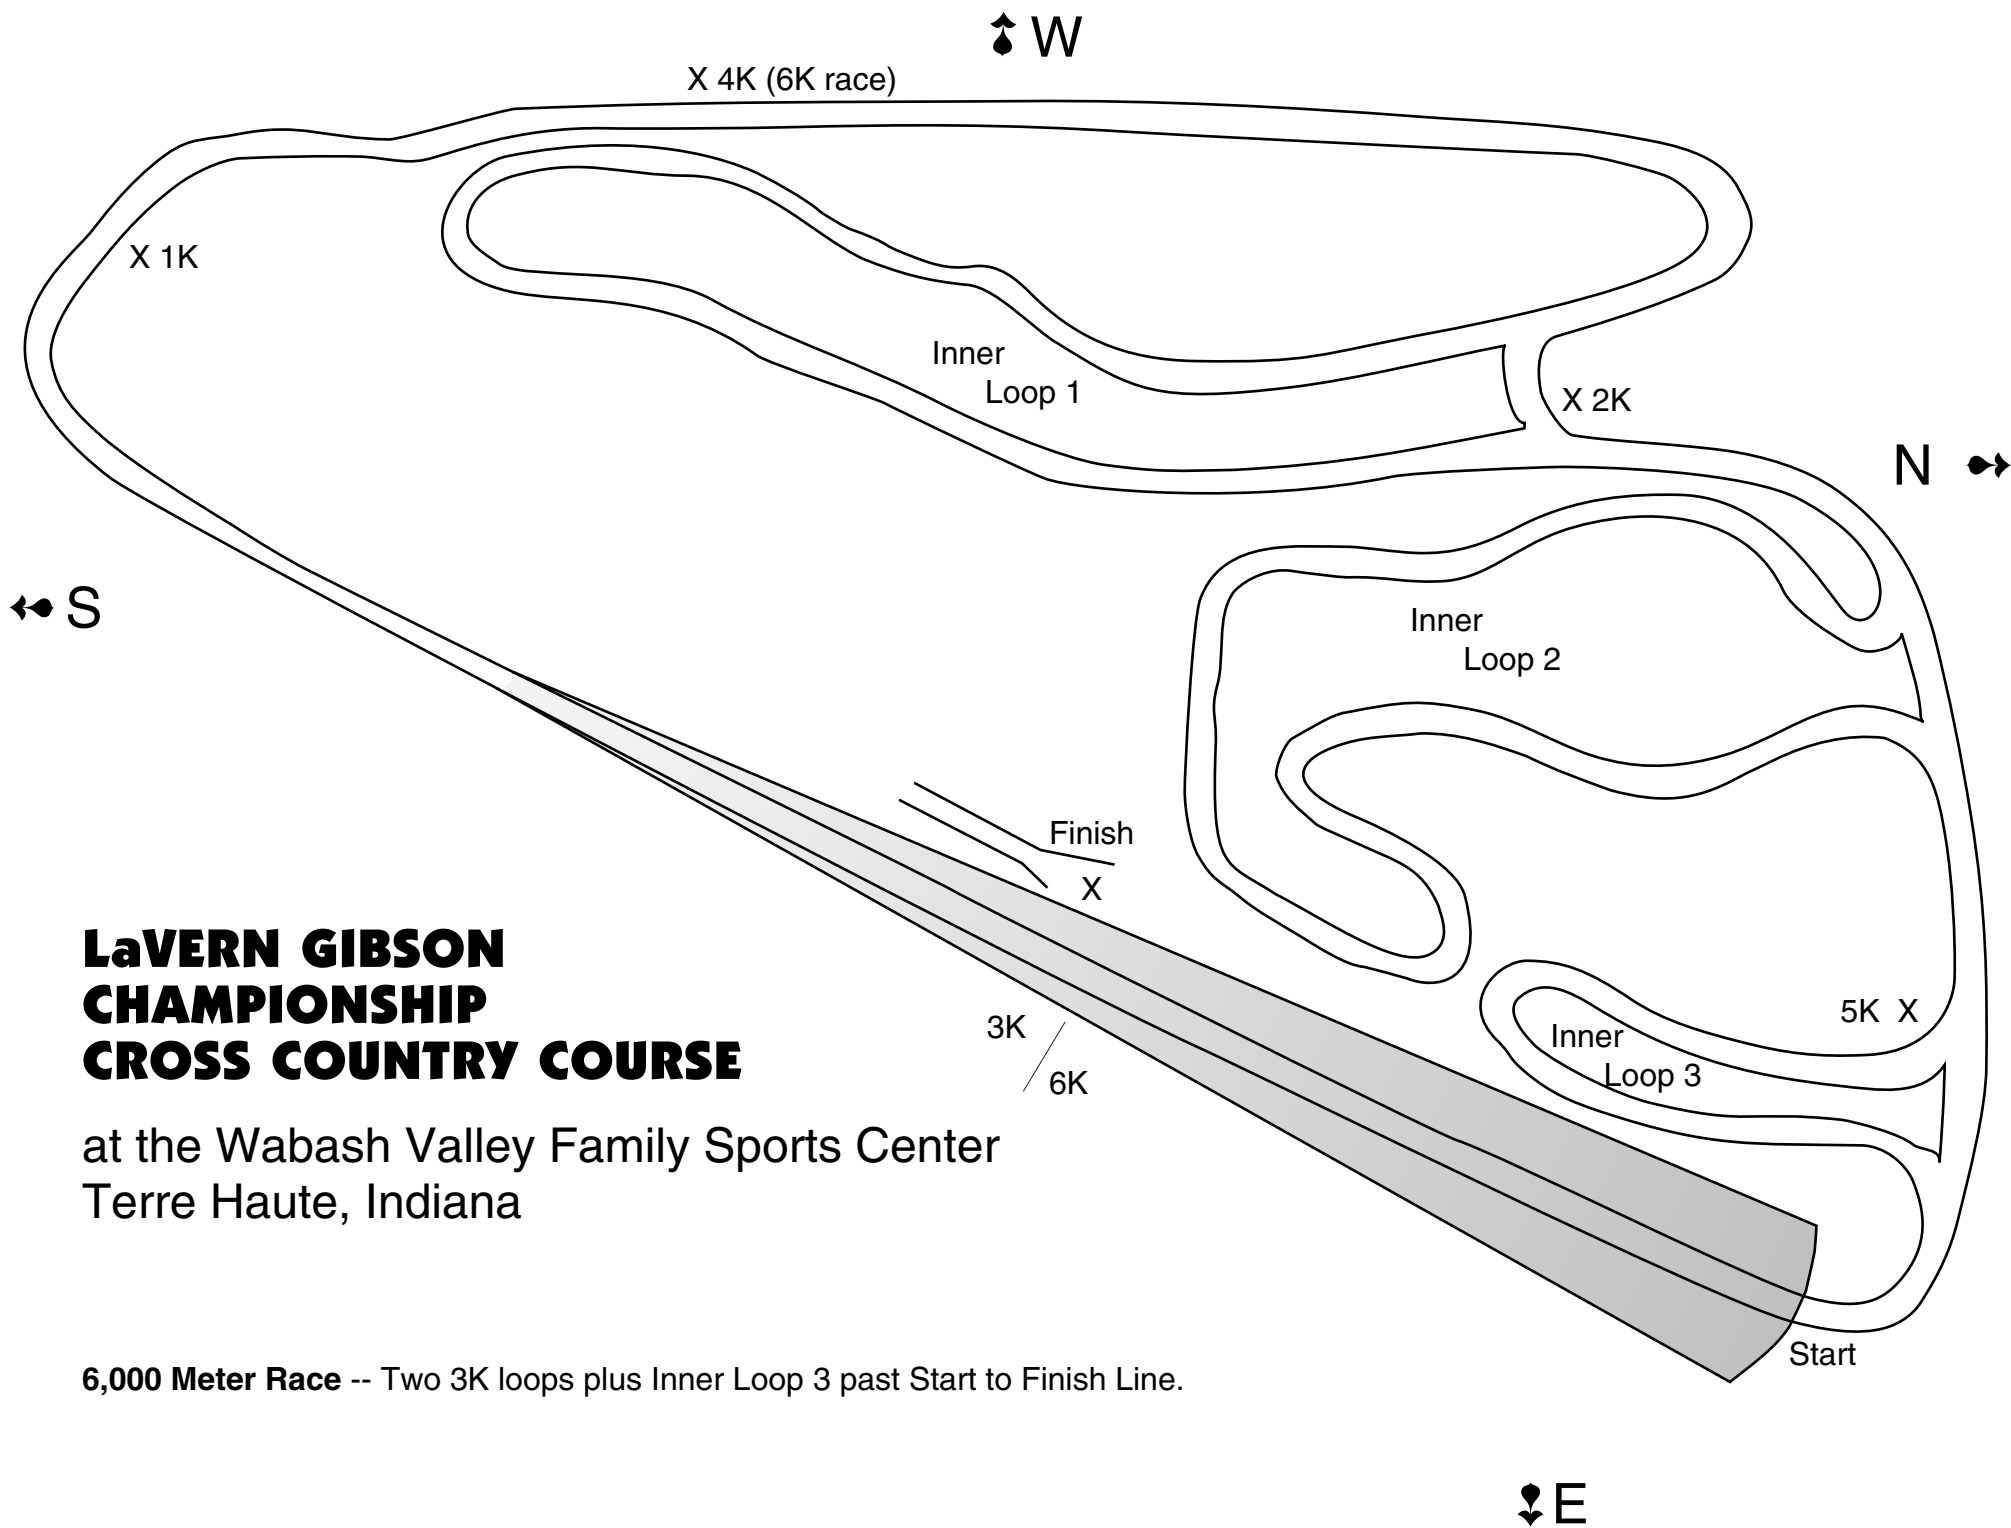 W
X 4K (6K race)
X 1K
Inner
Loop 1
X 2K
N
S
Inner
Loop 2
Finish
X
LaVERN GIBSON
CHAMPIONSHIP
CROSS COUNTRY COURSE
3K
6K
5K X
Inner
Loop 3
at the Wabash Valley Family Sports Center
Terre Haute, Indiana
Start
6,000 Meter Race -- Two 3K loops plus Inner Loop 3 past Start to Finish Line.
E